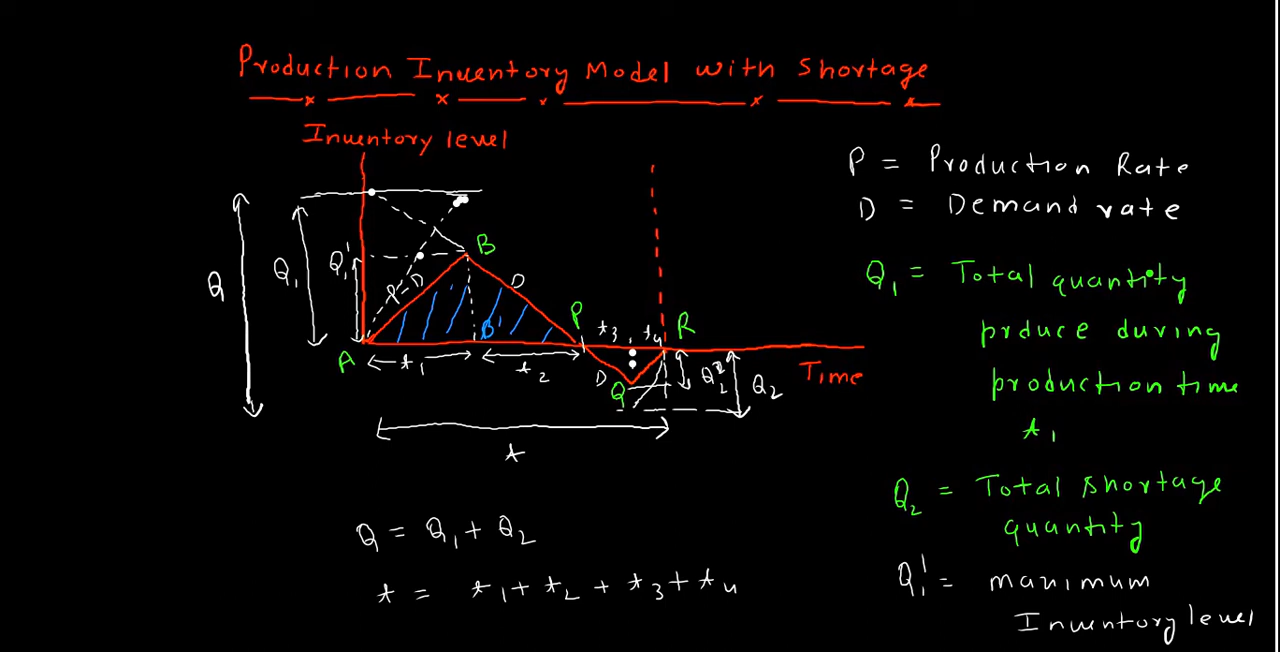 Production Inventory Model with Shortage
Inventory level
P = Production Rate
D = Demand rate
Q
Q₁
Q₁'
P-D
B
D
A
t₁
B'
t₂
P
t₃
t₄
R
D
Q
Q₂
Time
t
Q₁ = Total quantity
prduce during
production time
t₁
Q = Q₁ + Q₂
t = t₁ + t₂ + t₃ + t₄
Q₂ = Total shortage
quantity
Q₁' = maximum
Inventory level